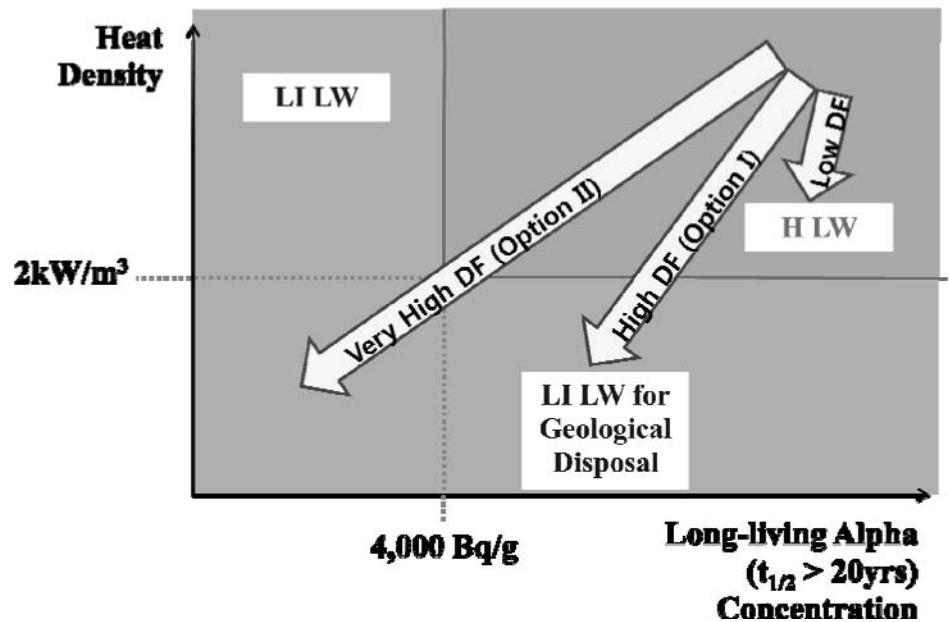 Heat
Density
LI LW
Low DF
High DF (Option I)
Very High DF (Option II)
H LW
2kW/m³
LI LW for
Geological
Disposal
4,000 Bq/g
Long-living Alpha
(t1/2 > 20yrs)
Concentration